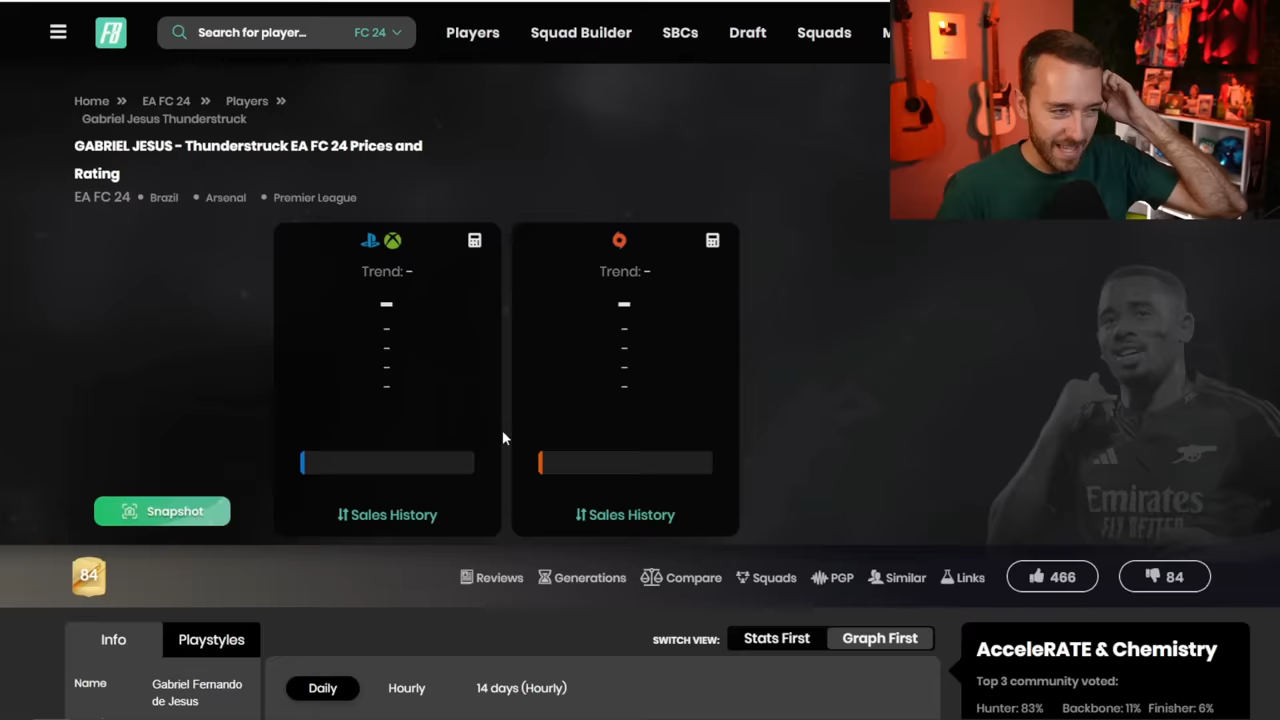 FB
Search for player...
FC 24
Players
Squad Builder
SBCs
Draft
Squads
M
Home » EA FC 24 » Players »
Gabriel Jesus Thunderstruck
GABRIEL JESUS - Thunderstruck EA FC 24 Prices and
Rating
EA FC 24 • Brazil • Arsenal • Premier League
Trend: -
Trend: -
-
-
-
-
-
-
-
-
-
-
Sales History
Sales History
Snapshot
Emirates
FLY BETTER
84
Reviews
Generations
Compare
Squads
PGP
Similar
Links
466
84
Info
Playstyles
SWITCH VIEW:
Stats First
Graph First
AcceleRATE & Chemistry
Top 3 community voted:
Hunter: 83% Backbone: 11% Finisher: 6%
Name
Gabriel Fernando
de Jesus
Daily
Hourly
14 days (Hourly)